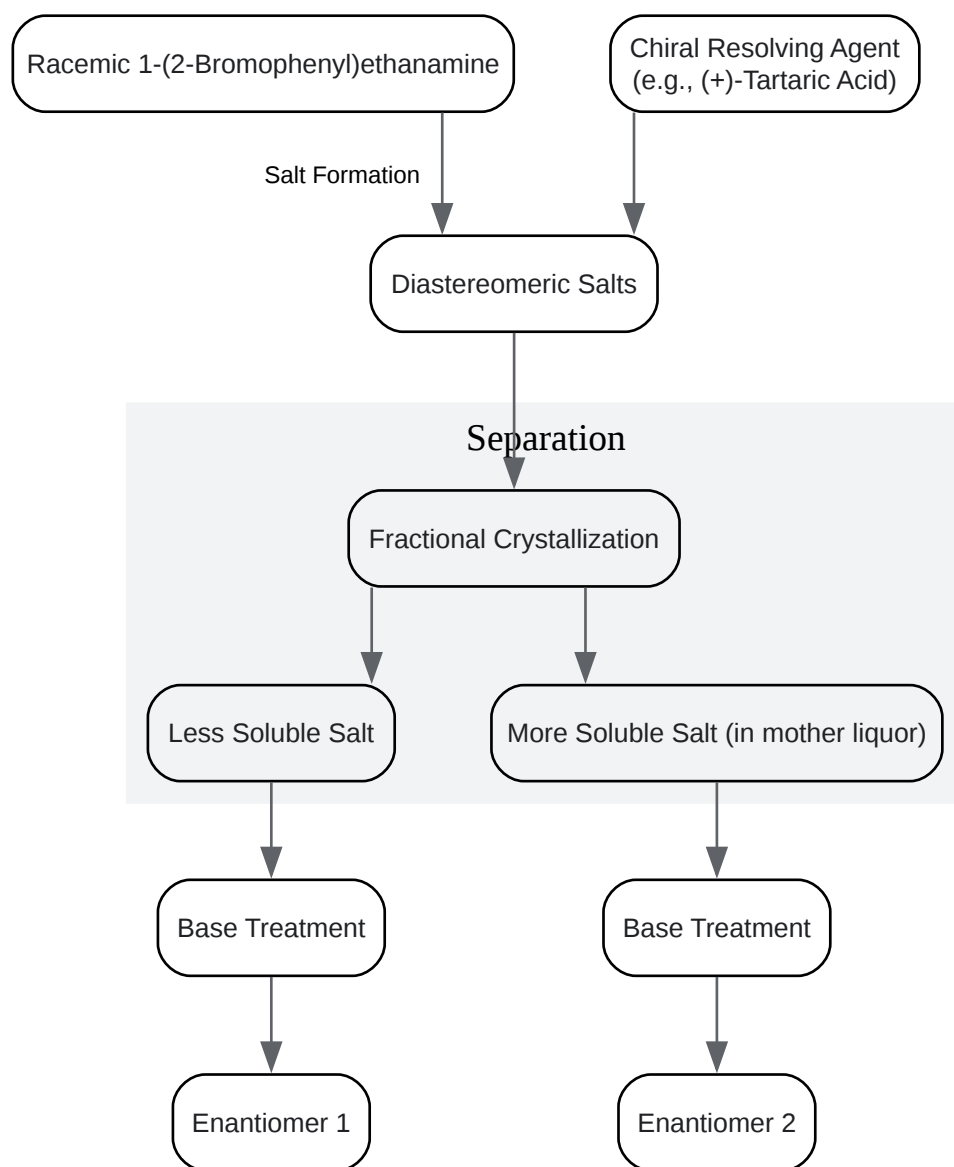 Racemic 1-(2-Bromophenyl)ethanamine
Chiral Resolving Agent
(e.g., (+)-Tartaric Acid)
Salt Formation
Diastereomeric Salts
Separation
Fractional Crystallization
Less Soluble Salt
More Soluble Salt (in mother liquor)
Base Treatment
Base Treatment
Enantiomer 1
Enantiomer 2